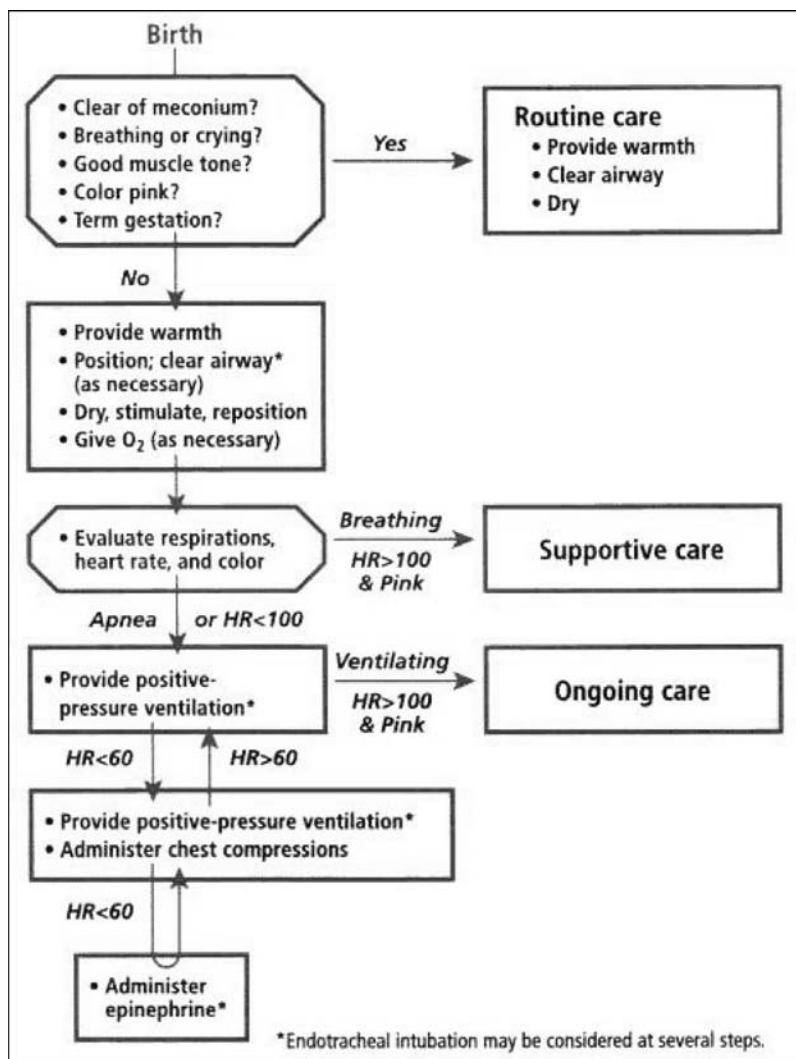 Birth
• Clear of meconium?
• Breathing or crying?
• Good muscle tone?
• Color pink?
• Term gestation?
Yes
Routine care
• Provide warmth
• Clear airway
• Dry
No
• Provide warmth
• Position; clear airway*
(as necessary)
• Dry, stimulate, reposition
• Give O₂ (as necessary)
• Evaluate respirations,
heart rate, and color
Breathing
HR>100
& Pink
Supportive care
Apnea or HR<100
• Provide positive-
pressure ventilation*
Ventilating
HR>100
& Pink
Ongoing care
HR<60 HR>60
• Provide positive-pressure ventilation*
• Administer chest compressions
HR<60
• Administer
epinephrine*
*Endotracheal intubation may be considered at several steps.